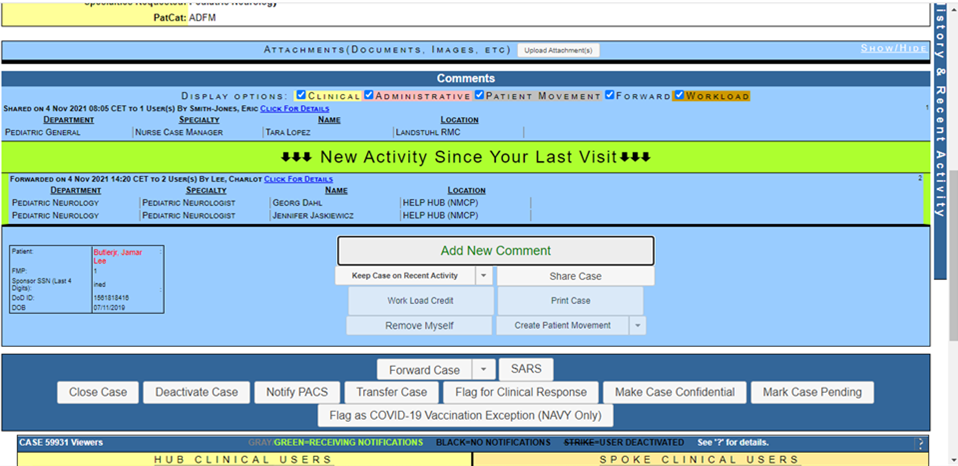 Specialties Requested: Pediatric Neurology
PatCat: ADFM
Attachments(Documents, Images, etc) Upload Attachment(s) Show/Hide
Comments
Display options: Clinical Administrative Patient Movement Forward Workload
Shared on 4 Nov 2021 08:05 CET to 1 User(s) By Smith-Jones, Eric Click For Details 1
Department Specialty Name Location
Pediatric General Nurse Case Manager Tara Lopez Landstuhl RMC
New Activity Since Your Last Visit
Forwarded on 4 Nov 2021 14:20 CET to 2 User(s) By Lee, Charlot Click For Details 2
Department Specialty Name Location
Pediatric Neurology Pediatric Neurologist Georg Dahl HELP HUB (NMCP)
Pediatric Neurology Pediatric Neurologist Jennifer Jaskiewicz HELP HUB (NMCP)
Patient: Butlerjy, Jamar
Lee
FMP: 1
Sponsor SSN (Last 4
Digits): ined
DoD ID: 1561818416
DOB 07/11/2019
Add New Comment
Keep Case on Recent Activity Share Case
Work Load Credit Print Case
Remove Myself Create Patient Movement
Forward Case SARS
Close Case Deactivate Case Notify PACS Transfer Case Flag for Clinical Response Make Case Confidential Mark Case Pending
Flag as COVID-19 Vaccination Exception (NAVY Only)
CASE 59931 Viewers GRAY GREEN=RECEIVING NOTIFICATIONS BLACK=NO NOTIFICATIONS STRIKE=USER DEACTIVATED See '?' for details. ?
HUB CLINICAL USERS SPOKE CLINICAL USERS
istory & Recent Activity